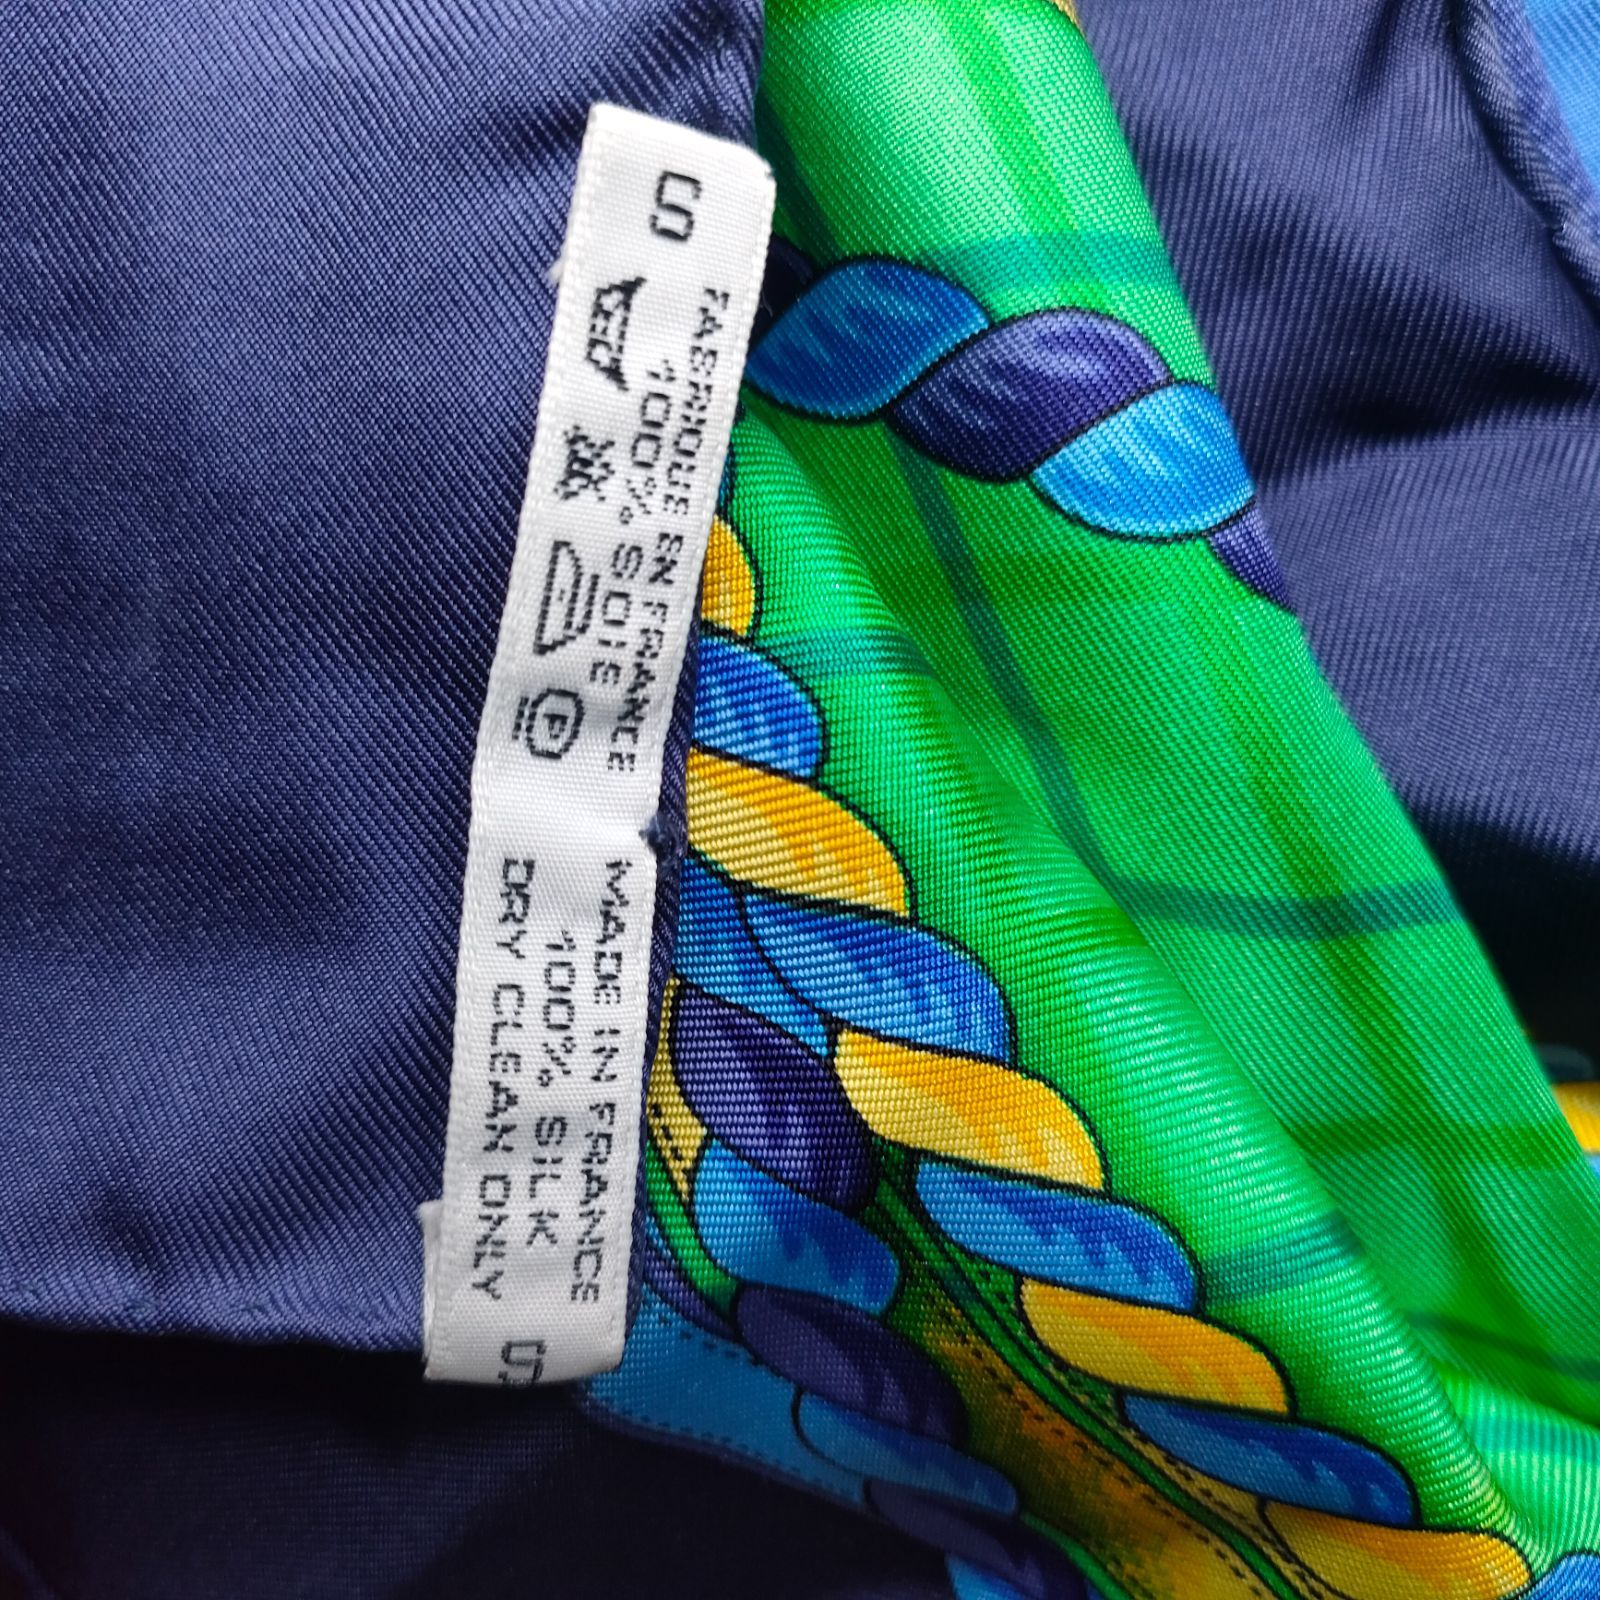 FABRIQUE EN FRANCE
100% SOIE
MADE IN FRANCE
100% SILK
DRY CLEAN ONLY
P